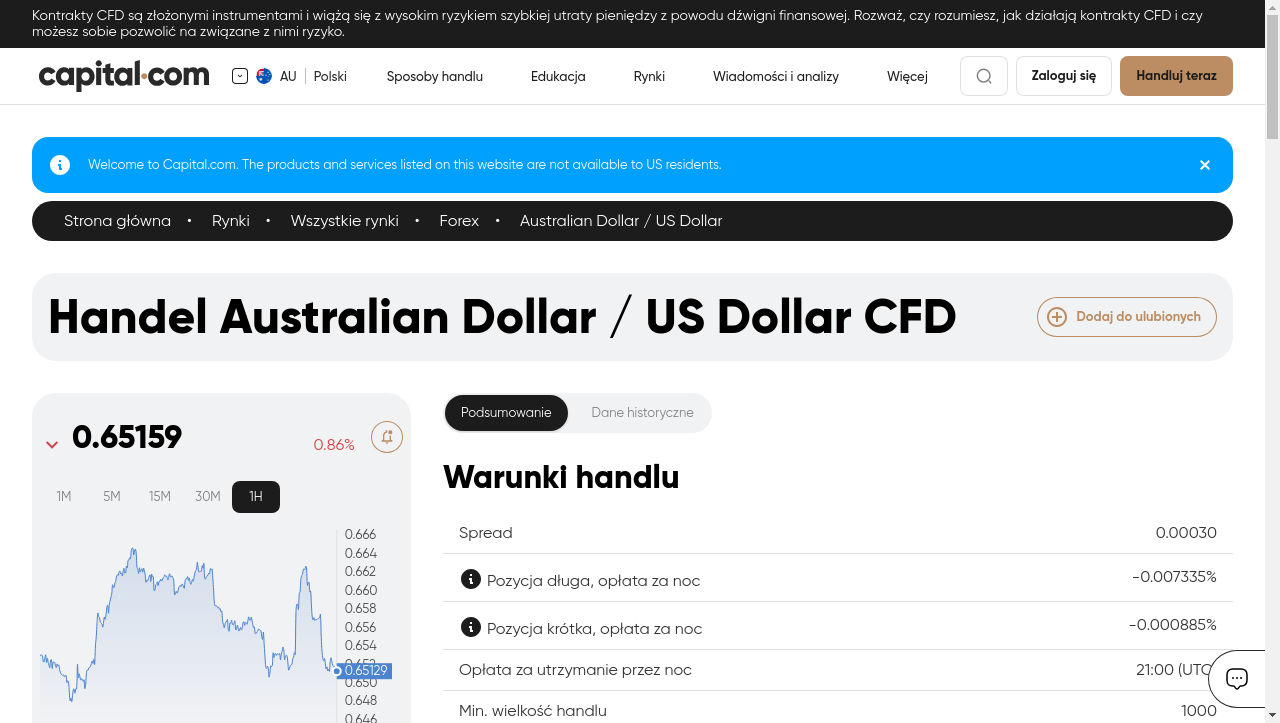 Kontrakty CFD są złożonymi instrumentami i wiążą się z wysokim ryzykiem szybkiej utraty pieniędzy z powodu dźwigni finansowej. Rozważ, czy rozumiesz, jak działają kontrakty CFD i czy
możesz sobie pozwolić na związane z nimi ryzyko.
capital.com AU Polski Sposoby handlu Edukacja Rynki Wiadomości i analizy Więcej Zaloguj się Handluj teraz
Welcome to Capital.com. The products and services listed on this website are not available to US residents.
Strona główna • Rynki • Wszystkie rynki • Forex • Australian Dollar / US Dollar
Handel Australian Dollar / US Dollar CFD
Dodaj do ulubionych
0.65159 0.86%
1M 5M 15M 30M 1H
0.666
0.664
0.662
0.660
0.658
0.656
0.654
0.65129
0.650
0.648
0.646
Podsumowanie Dane historyczne
Warunki handlu
Spread 0.00030
Pozycja długa, opłata za noc -0.007335%
Pozycja krótka, opłata za noc -0.000885%
Opłata za utrzymanie przez noc 21:00 (UTC)
Min. wielkość handlu 1000